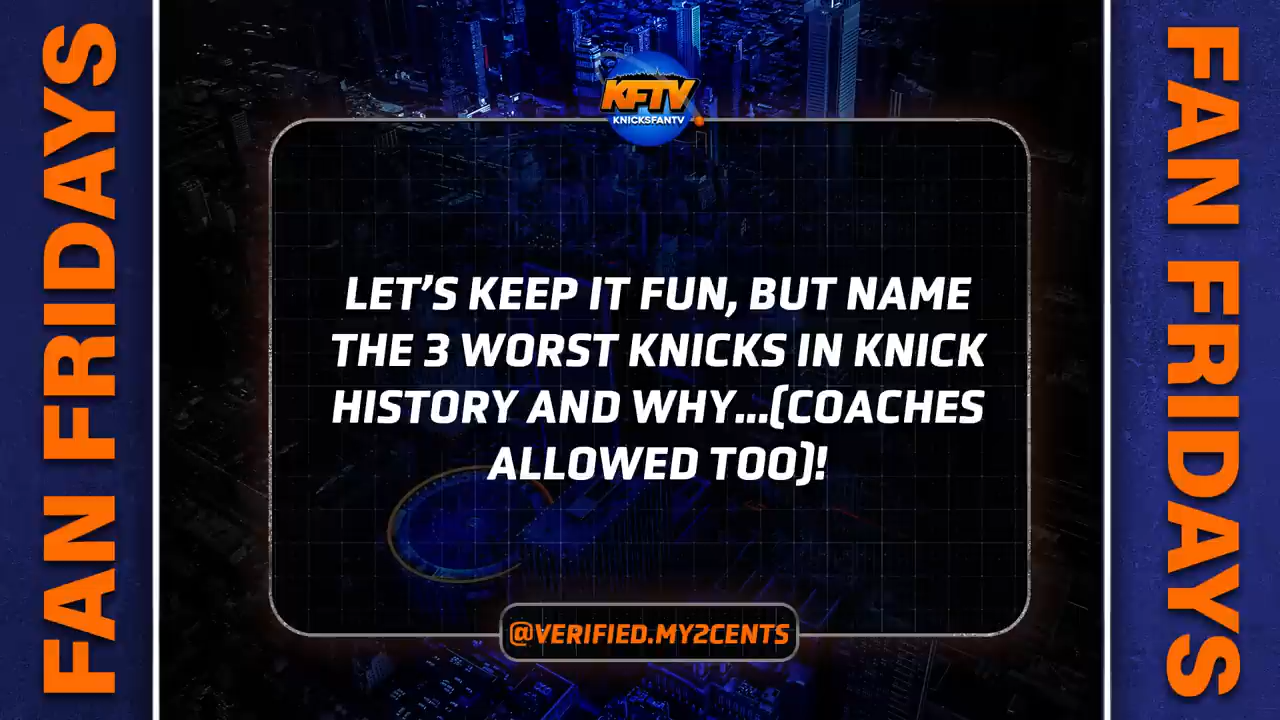 FAN FRIDAYS
KFTV
KNICKSFANTV
LET'S KEEP IT FUN, BUT NAME
THE 3 WORST KNICKS IN KNICK
HISTORY AND WHY...(COACHES
ALLOWED TOO)!
@VERIFIED.MY2CENTS
FAN FRIDAYS